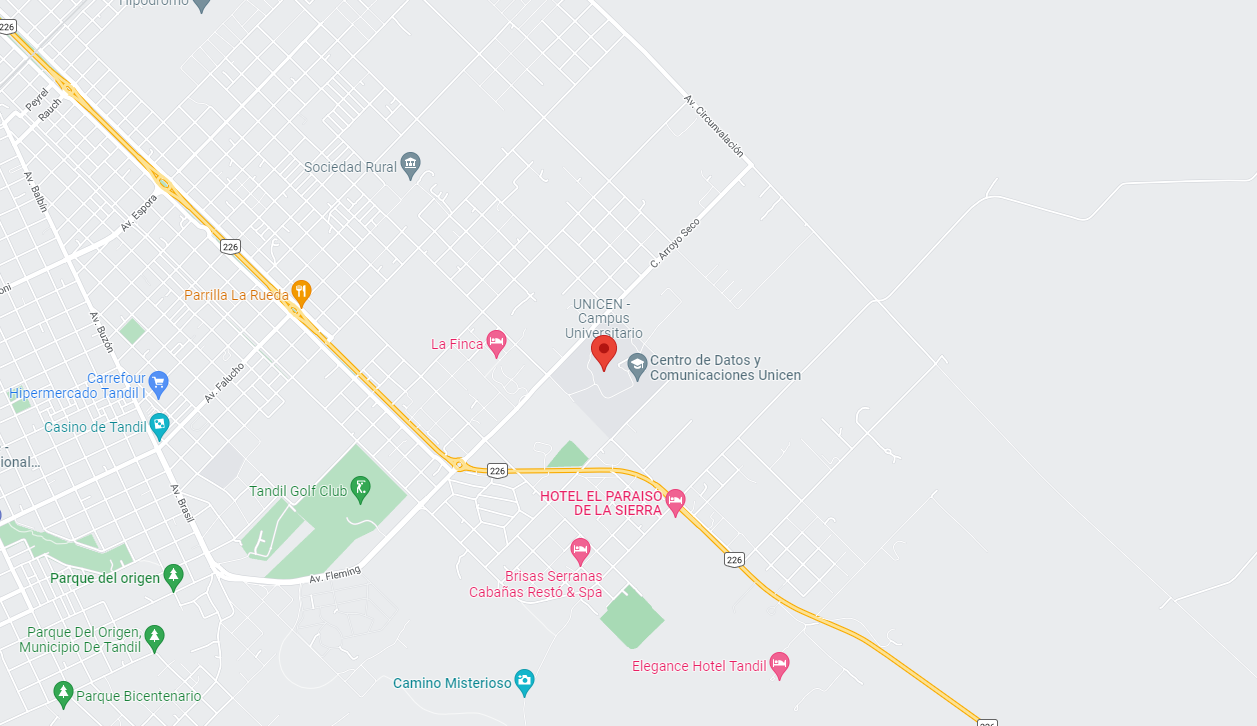 Hipódromo
226
Peyrel
Rauch
Av. Circunvalación
Sociedad Rural
Av. Balbín
Av. Espora
226
C. Arroyo Seco
Parrilla La Rueda
UNICEN -
Campus
Universitario
Av. Buzón
La Finca
Centro de Datos y
Comunicaciones Unicen
Carrefour
Hipermercado Tandil I
Av. Falucho
Casino de Tandil
226
Tandil Golf Club
Av. Brasil
HOTEL EL PARAISO
DE LA SIERRA
226
Brisas Serranas
Cabañas Restó & Spa
Av. Fleming
Parque del origen
Parque Del Origen,
Municipio De Tandil
Elegance Hotel Tandil
Camino Misterioso
Parque Bicentenario
226